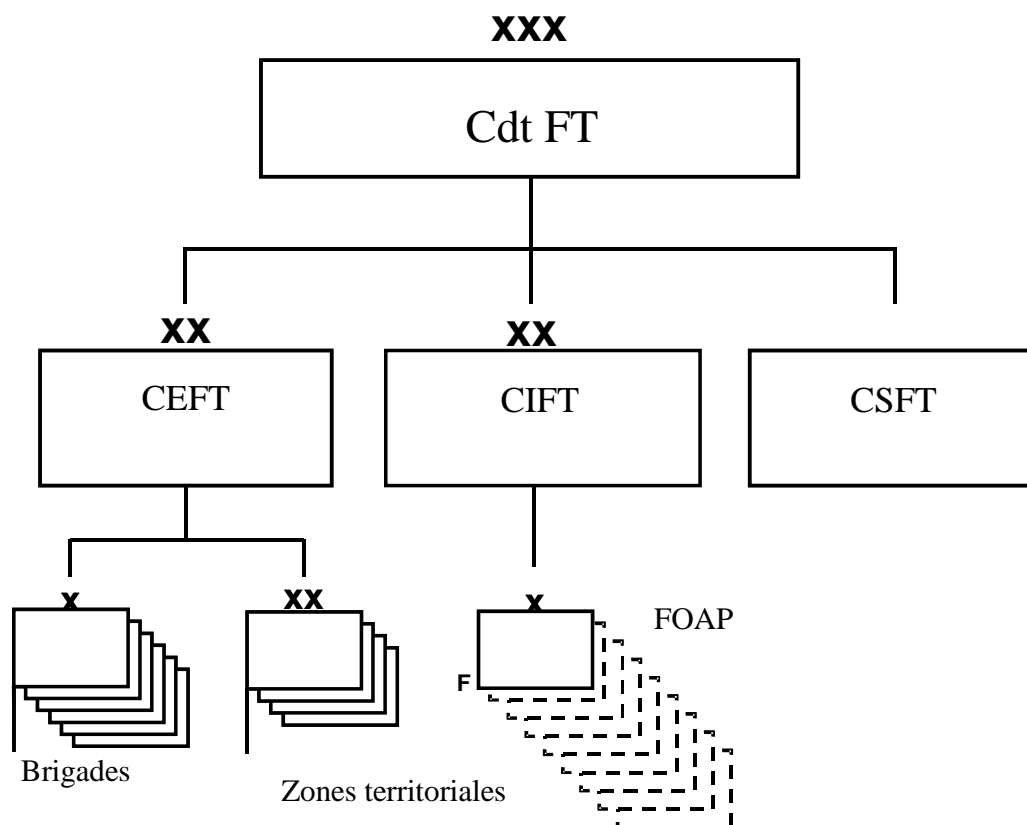 XXX
Cdt FT
XX
XX
CEFT
CIFT
CSFT
X
XX
X
FOAP
F
Brigades
Zones territoriales